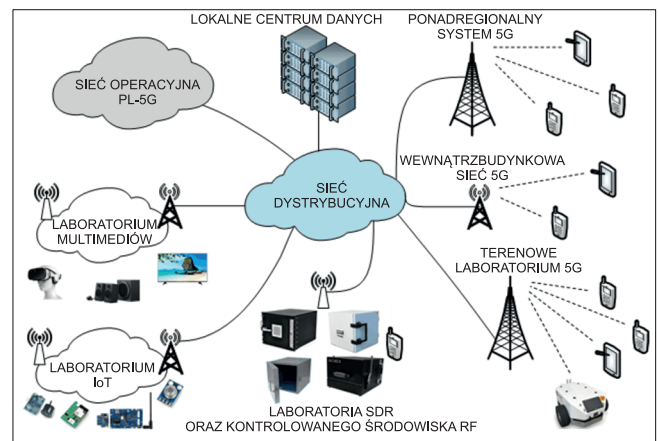 LOKALNE CENTRUM DANYCH
PONADREGIONALNY
SYSTEM 5G
SIEĆ OPERACYJNA
PL-5G
WEWNĄTRZBUDYNKOWA
SIEĆ 5G
SIEĆ
DYSTRYBUCYJNA
LABORATORIUM
MULTIMEDIÓW
TERENOWE
LABORATORIUM 5G
LABORATORIUM
IoT
LABORATORIA SDR
ORAZ KONTROLOWANEGO ŚRODOWISKA RF